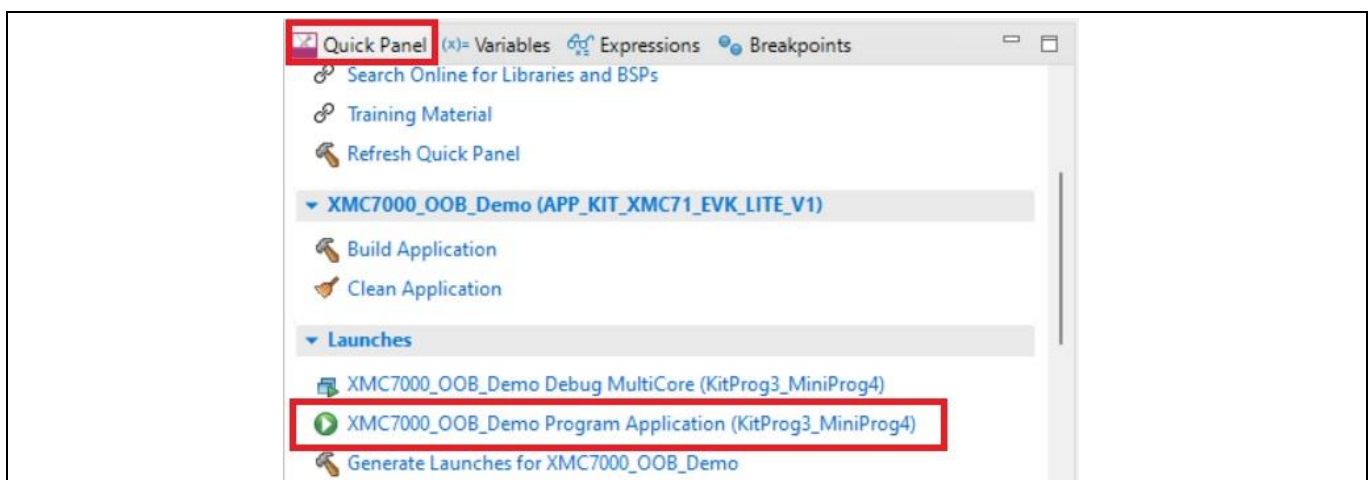 Quick Panel (x)= Variables Expressions Breakpoints
Search Online for Libraries and BSPs
Training Material
Refresh Quick Panel
XMC7000_OOB_Demo (APP_KIT_XMC71_EVK_LITE_V1)
Build Application
Clean Application
Launches
XMC7000_OOB_Demo Debug MultiCore (KitProg3_MiniProg4)
XMC7000_OOB_Demo Program Application (KitProg3_MiniProg4)
Generate Launches for XMC7000_OOB_Demo